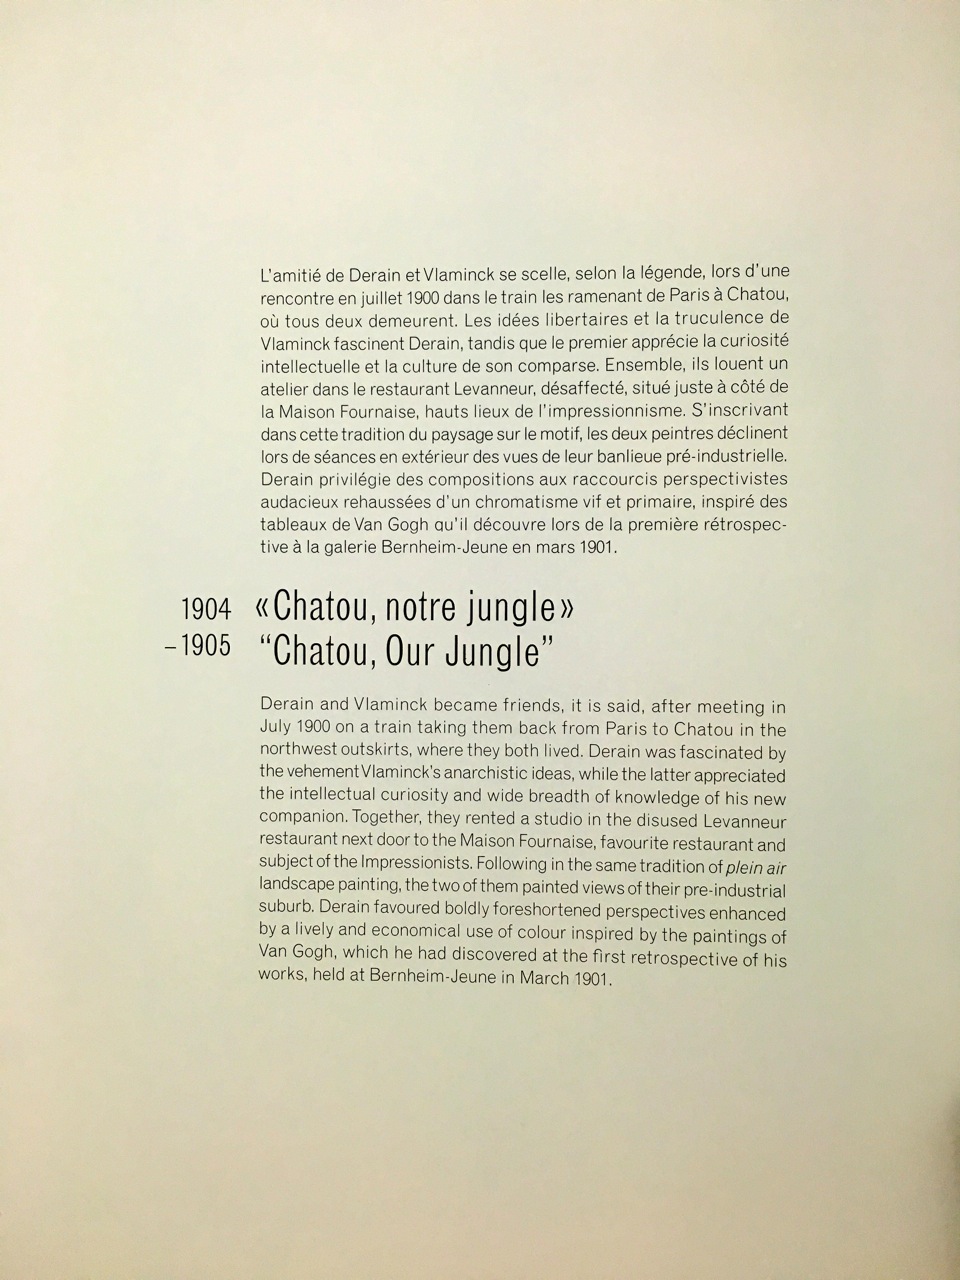 L'amitié de Derain et Vlaminck se scelle, selon la légende, lors d'une
rencontre en juillet 1900 dans le train les ramenant de Paris à Chatou,
où tous deux demeurent. Les idées libertaires et la truculence de
Vlaminck fascinent Derain, tandis que le premier apprécie la curiosité
intellectuelle et la culture de son comparse. Ensemble, ils louent un
atelier dans le restaurant Levanneur, désaffecté, situé juste à côté de
la Maison Fournaise, hauts lieux de l'impressionnisme. S'inscrivant
dans cette tradition du paysage sur le motif, les deux peintres déclinent
lors de séances en extérieur des vues de leur banlieue pré-industrielle.
Derain privilégie des compositions aux raccourcis perspectivistes
audacieux rehaussées d'un chromatisme vif et primaire, inspiré des
tableaux de Van Gogh qu'il découvre lors de la première rétrospec-
tive à la galerie Bernheim-Jeune en mars 1901.
1904 «Chatou, notre jungle»
–1905 “Chatou, Our Jungle”
Derain and Vlaminck became friends, it is said, after meeting in
July 1900 on a train taking them back from Paris to Chatou in the
northwest outskirts, where they both lived. Derain was fascinated by
the vehement Vlaminck's anarchistic ideas, while the latter appreciated
the intellectual curiosity and wide breadth of knowledge of his new
companion. Together, they rented a studio in the disused Levanneur
restaurant next door to the Maison Fournaise, favourite restaurant and
subject of the Impressionists. Following in the same tradition of plein air
landscape painting, the two of them painted views of their pre-industrial
suburb. Derain favoured boldly foreshortened perspectives enhanced
by a lively and economical use of colour inspired by the paintings of
Van Gogh, which he had discovered at the first retrospective of his
works, held at Bernheim-Jeune in March 1901.